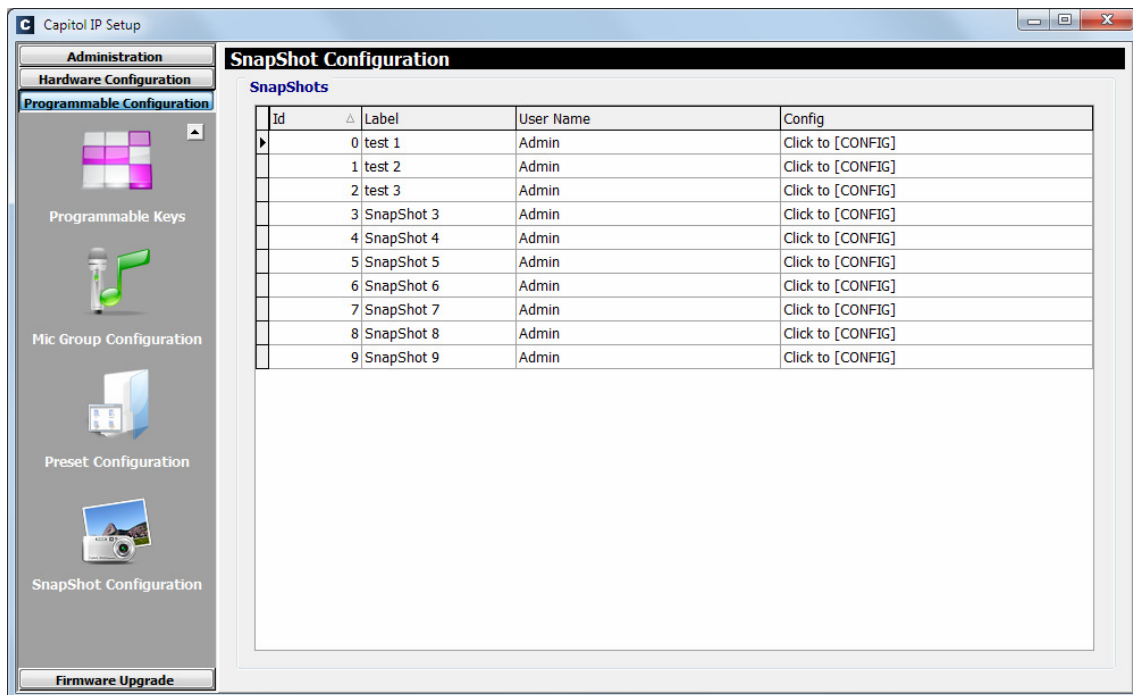 Capitol IP Setup
Administration
Hardware Configuration
Programmable Configuration
Programmable Keys
Mic Group Configuration
Preset Configuration
SnapShot Configuration
Firmware Upgrade
SnapShot Configuration
SnapShots
Id Label User Name Config
0 test 1 Admin Click to [CONFIG]
1 test 2 Admin Click to [CONFIG]
2 test 3 Admin Click to [CONFIG]
3 SnapShot 3 Admin Click to [CONFIG]
4 SnapShot 4 Admin Click to [CONFIG]
5 SnapShot 5 Admin Click to [CONFIG]
6 SnapShot 6 Admin Click to [CONFIG]
7 SnapShot 7 Admin Click to [CONFIG]
8 SnapShot 8 Admin Click to [CONFIG]
9 SnapShot 9 Admin Click to [CONFIG]